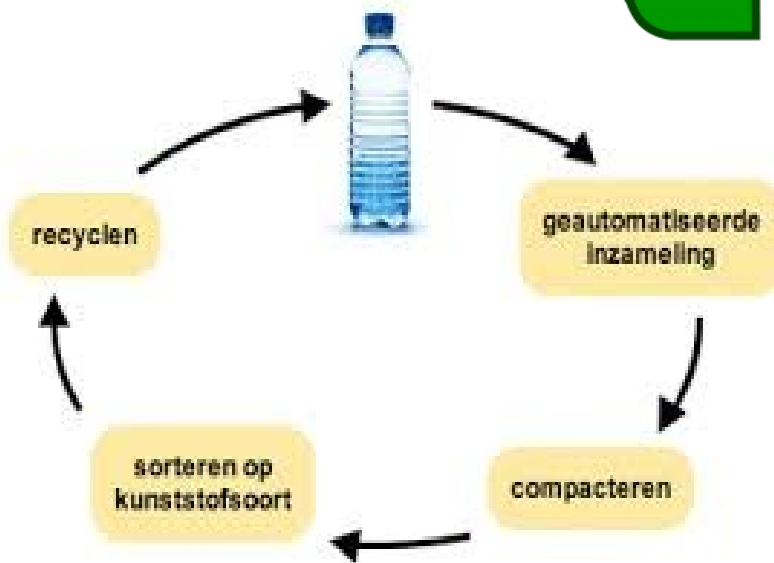 geautomatiseerde
inzameling
compacteren
sorteren op
kunststofsoort
recyclen